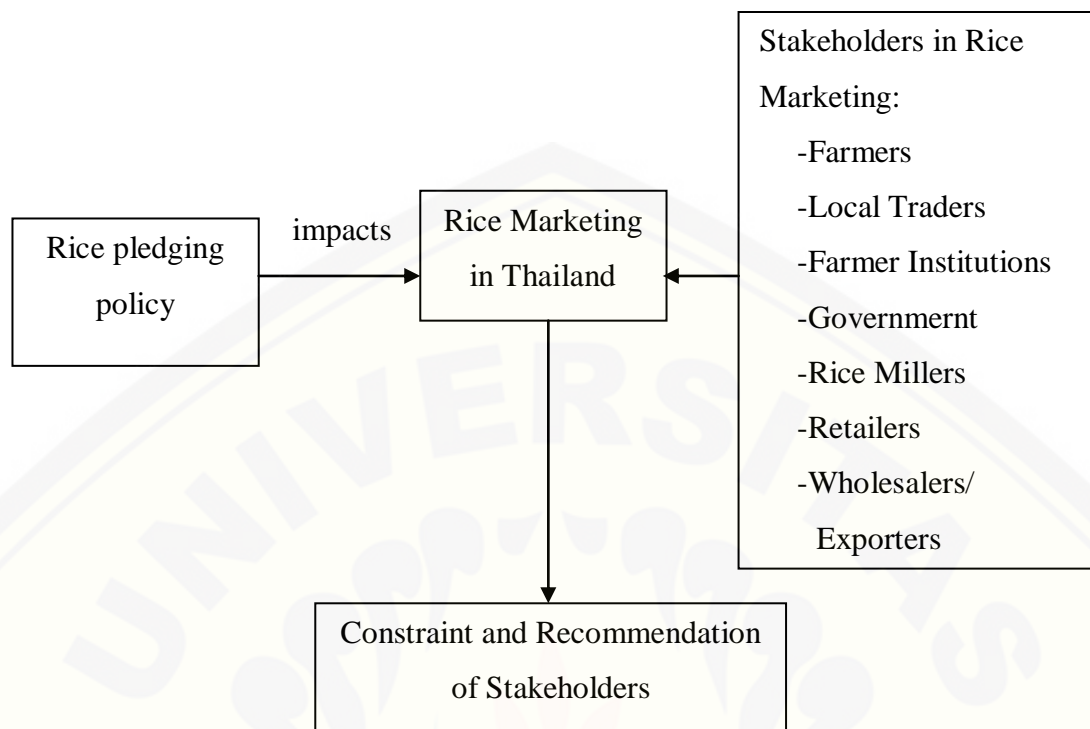 Rice pledging
policy
impacts
Rice Marketing
in Thailand
Stakeholders in Rice
Marketing:
-Farmers
-Local Traders
-Farmer Institutions
-Governmernt
-Rice Millers
-Retailers
-Wholesalers/
Exporters
Constraint and Recommendation
of Stakeholders
UNIVERSITAS